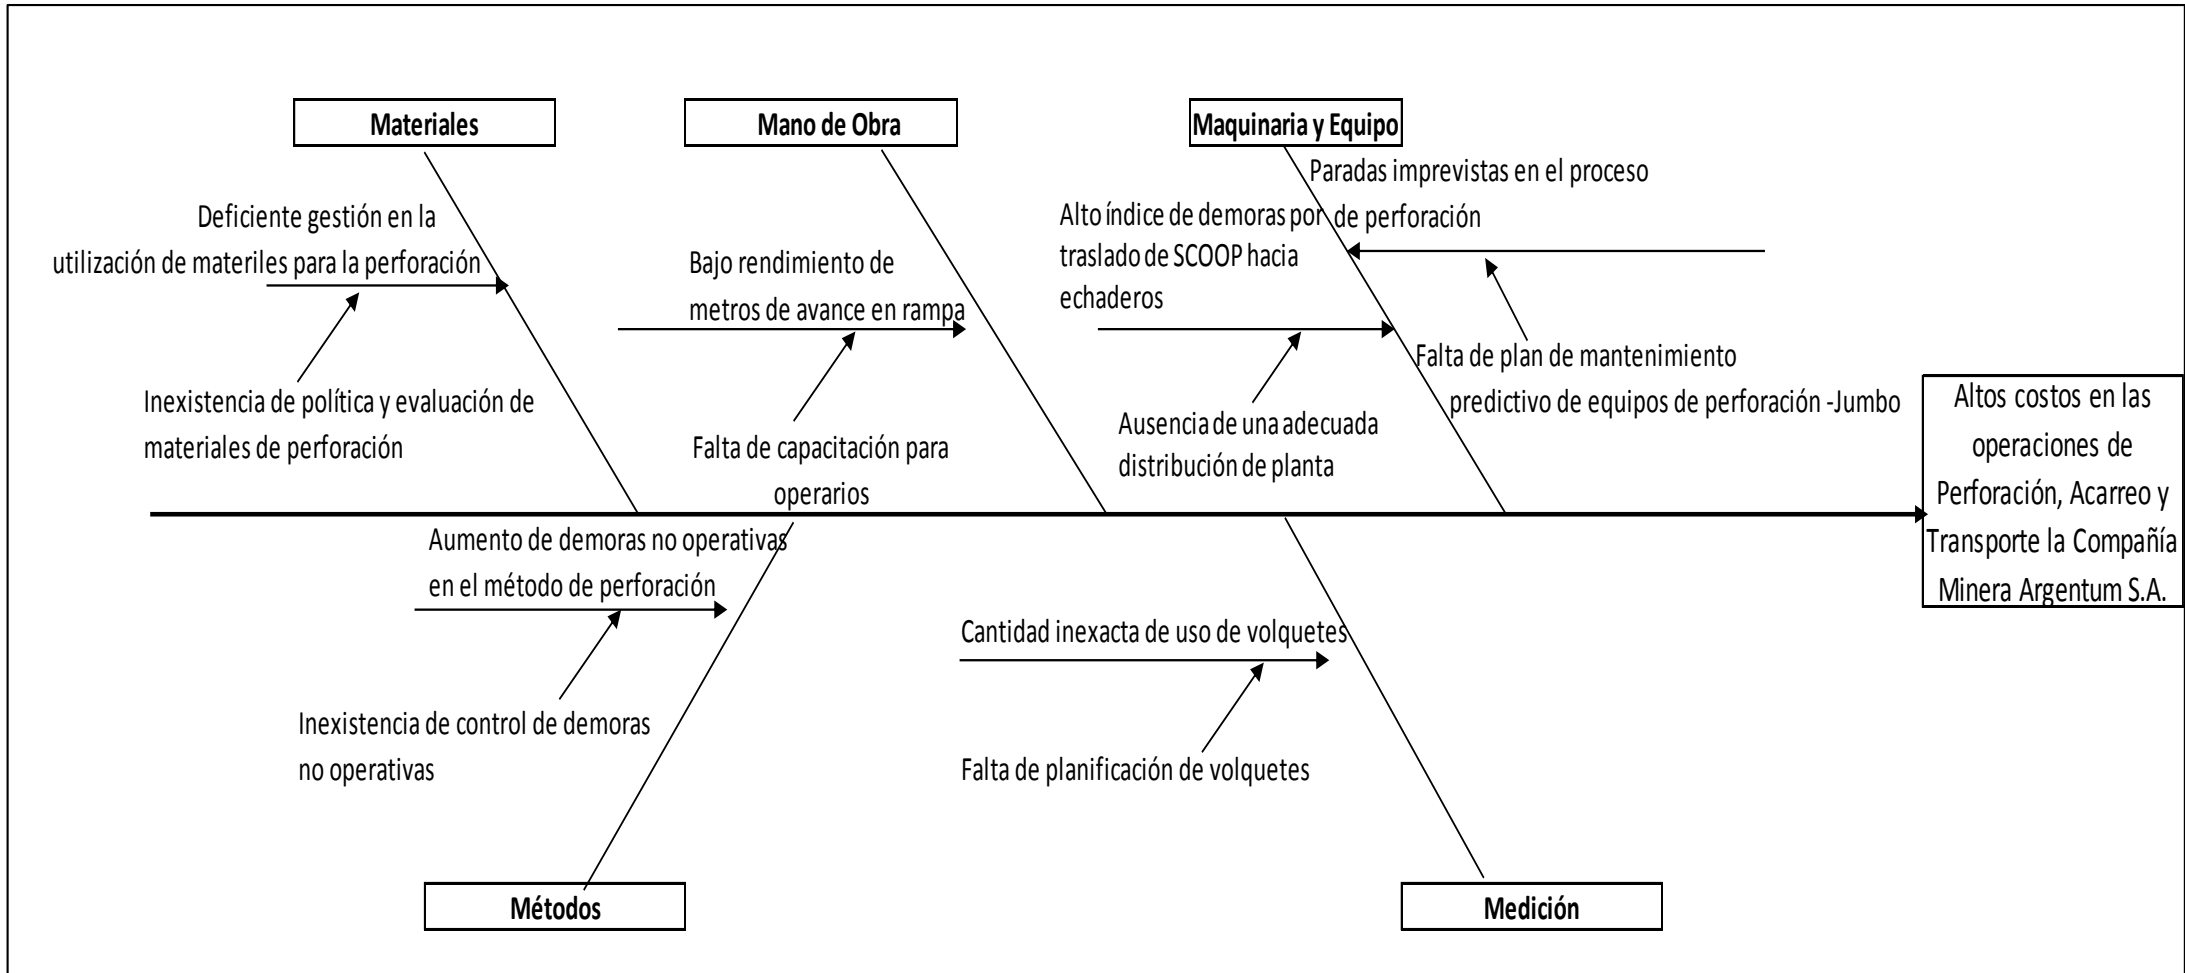 Materiales
Mano de Obra
Maquinaria y Equipo
Deficiente gestión en la
utilización de materiles para la perforación
Inexistencia de política y evaluación de
materiales de perforación
Bajo rendimiento de
metros de avance en rampa
Falta de capacitación para
operarios
Alto índice de demoras por
traslado de SCOOP hacia
echaderos
Ausencia de una adecuada
distribución de planta
Paradas imprevistas en el proceso
de perforación
Falta de plan de mantenimiento
predictivo de equipos de perforación -Jumbo
Altos costos en las
operaciones de
Perforación, Acarreo y
Transporte la Compañía
Minera Argentum S.A.
Aumento de demoras no operativas
en el método de perforación
Inexistencia de control de demoras
no operativas
Cantidad inexacta de uso de volquetes
Falta de planificación de volquetes
Métodos
Medición